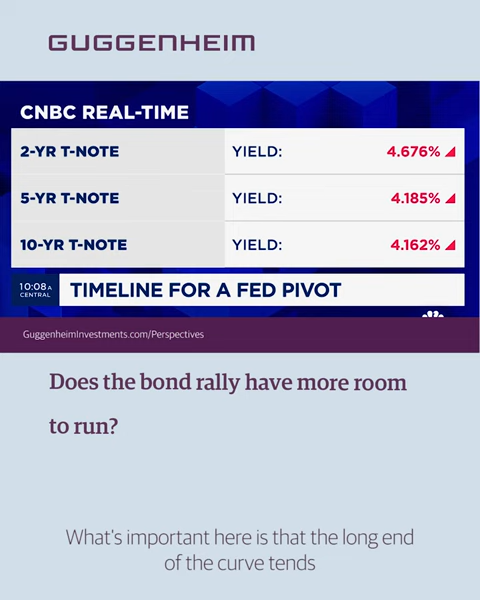 GUGGENHEIM
CNBC REAL-TIME
2-YR T-NOTE YIELD: 4.676%
5-YR T-NOTE YIELD: 4.185%
10-YR T-NOTE YIELD: 4.162%
10:08A
CENTRAL
TIMELINE FOR A FED PIVOT
GuggenheimInvestments.com/Perspectives
Does the bond rally have more room
to run?
What's important here is that the long end
of the curve tends